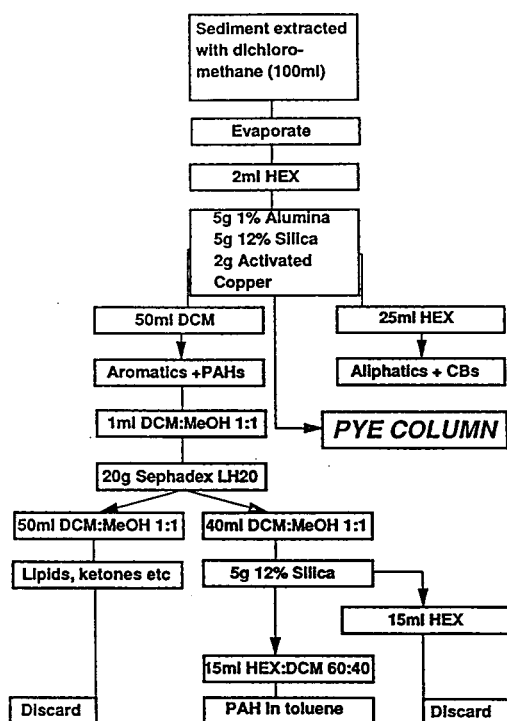 Sediment extracted
with dichloro-
methane (100ml)
Evaporate
2ml HEX
5g 1% Alumina
5g 12% Silica
2g Activated
Copper
50ml DCM
25ml HEX
Aromatics +PAHs
Aliphatics + CBs
1ml DCM:MeOH 1:1
PYE COLUMN
20g Sephadex LH20
50ml DCM:MeOH 1:1
40ml DCM:MeOH 1:1
Lipids, ketones etc
5g 12% Silica
15ml HEX
15ml HEX:DCM 60:40
Discard
PAH In toluene
Discard